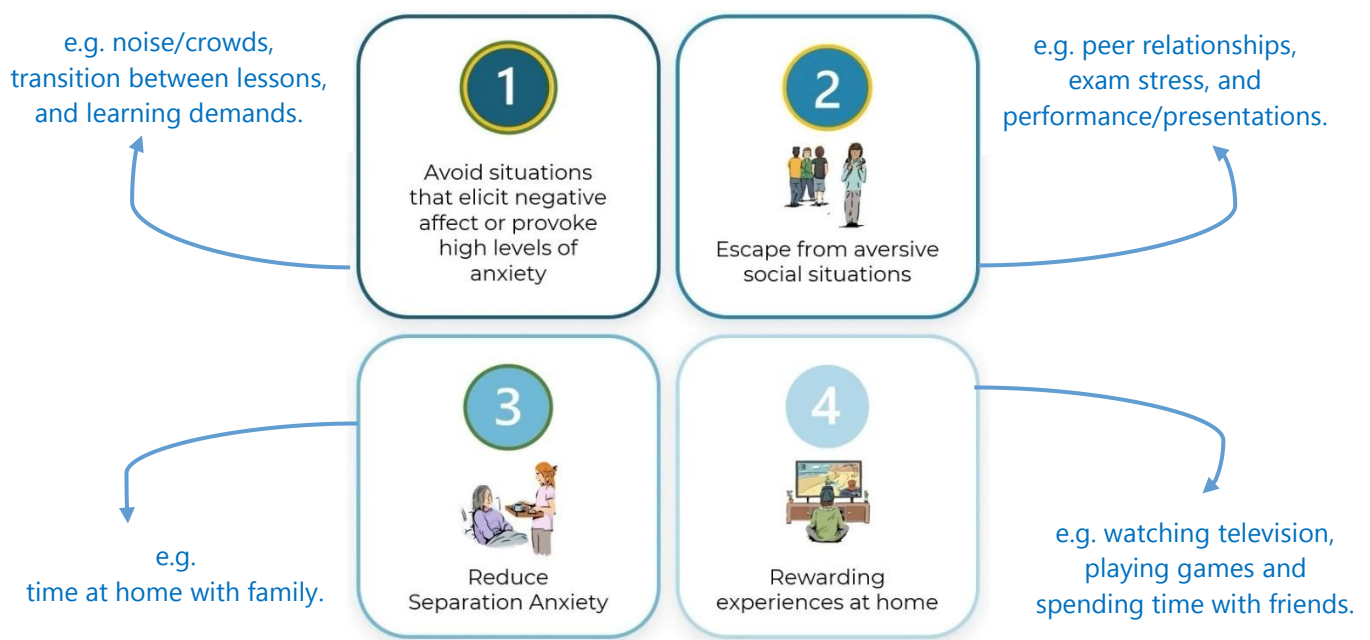 e.g. noise/crowds,
transition between lessons,
and learning demands.
1
Avoid situations
that elicit negative
affect or provoke
high levels of
anxiety
2
Escape from aversive
social situations
e.g. peer relationships,
exam stress, and
performance/presentations.
e.g.
time at home with family.
3
Reduce
Separation Anxiety
4
Rewarding
experiences at home
e.g. watching television,
playing games and
spending time with friends.